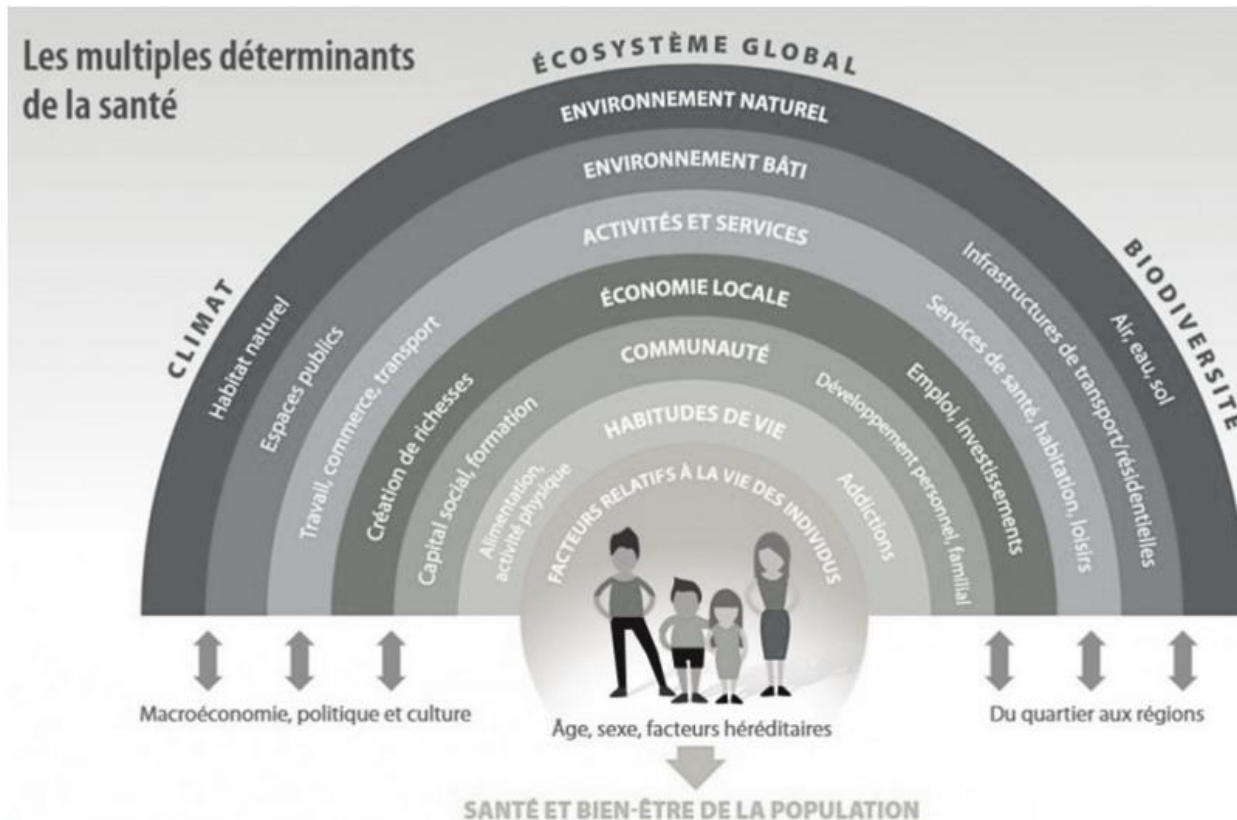 Les multiples déterminants
de la santé
ÉCOSYSTÈME GLOBAL
CLIMAT
BIODIVERSITÉ
ENVIRONNEMENT NATUREL
Habitat naturel
Air, eau, sol
ENVIRONNEMENT BÂTI
Espaces publics
Infrastructures de transport/résidentielles
ACTIVITÉS ET SERVICES
Travail, commerce, transport
Services de santé, habitation, loisirs
ÉCONOMIE LOCALE
Création de richesses
Emploi, investissements
COMMUNAUTÉ
Capital social, formation
Développement personnel, familial
HABITUDES DE VIE
Alimentation,
activité physique
Addictions
FACTEURS RELATIFS À LA VIE DES INDIVIDUS
Macroéconomie, politique et culture
Âge, sexe, facteurs héréditaires
Du quartier aux régions
SANTÉ ET BIEN-ÊTRE DE LA POPULATION